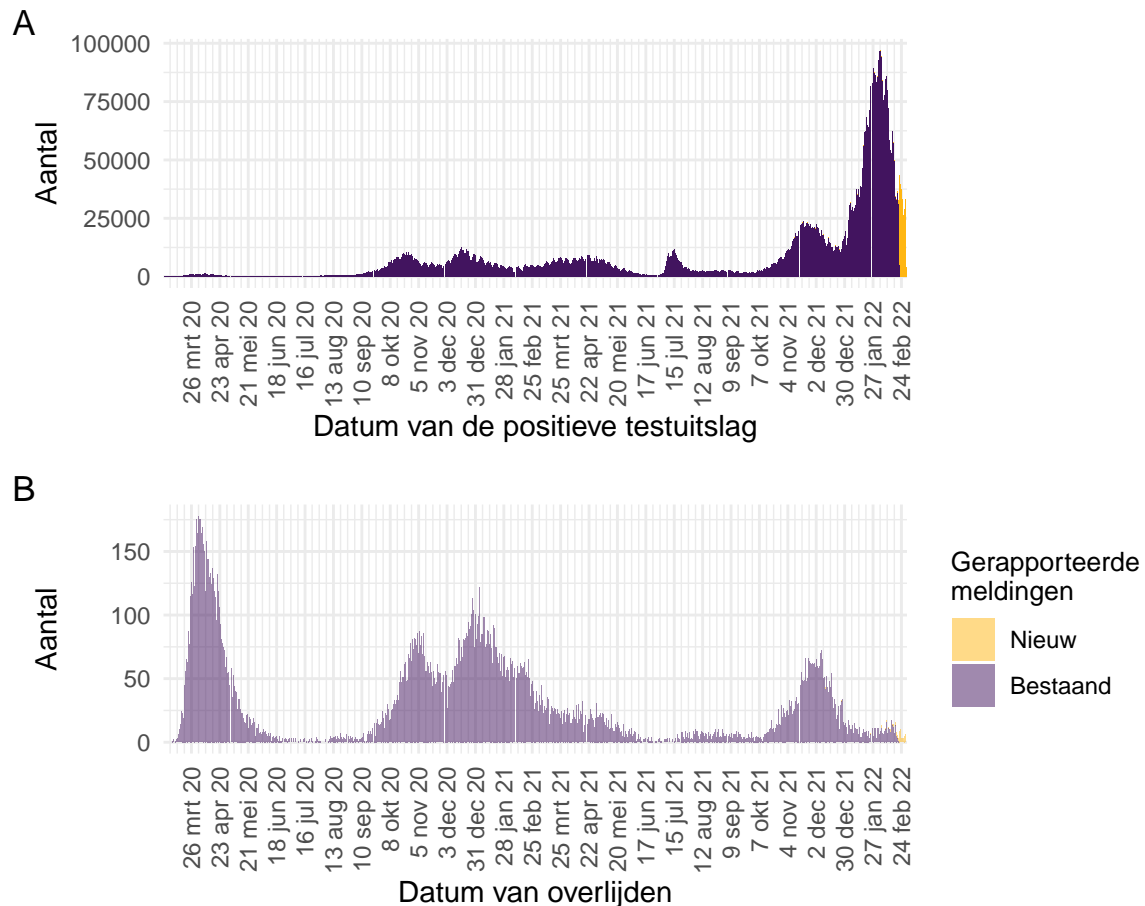 A
100000
75000
50000
25000
0
Aantal
26 mrt 20
23 apr 20
21 mei 20
18 jun 20
16 jul 20
13 aug 20
10 sep 20
8 okt 20
5 nov 20
3 dec 20
31 dec 20
28 jan 21
25 feb 21
25 mrt 21
22 apr 21
20 mei 21
17 jun 21
15 jul 21
12 aug 21
9 sep 21
7 okt 21
4 nov 21
2 dec 21
30 dec 21
27 jan 22
24 feb 22
Datum van de positieve testuitslag
B
150
100
50
0
Aantal
26 mrt 20
23 apr 20
21 mei 20
18 jun 20
16 jul 20
13 aug 20
10 sep 20
8 okt 20
5 nov 20
3 dec 20
31 dec 20
28 jan 21
25 feb 21
25 mrt 21
22 apr 21
20 mei 21
17 jun 21
15 jul 21
12 aug 21
9 sep 21
7 okt 21
4 nov 21
2 dec 21
30 dec 21
27 jan 22
24 feb 22
Datum van overlijden
Gerapporteerde
meldingen
Nieuw
Bestaand